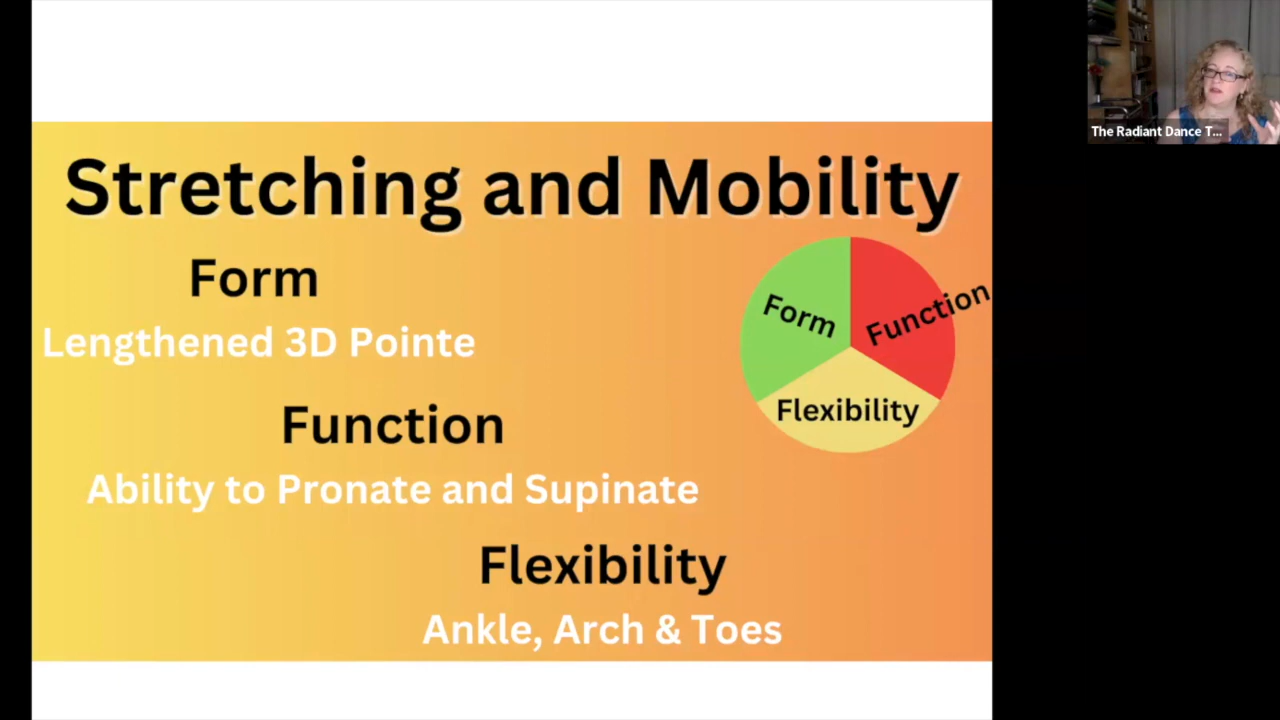 Stretching and Mobility
Form
Lengthened 3D Pointe
Function
Ability to Pronate and Supinate
Flexibility
Ankle, Arch & Toes
Form
Function
Flexibility
The Radiant Dance T...